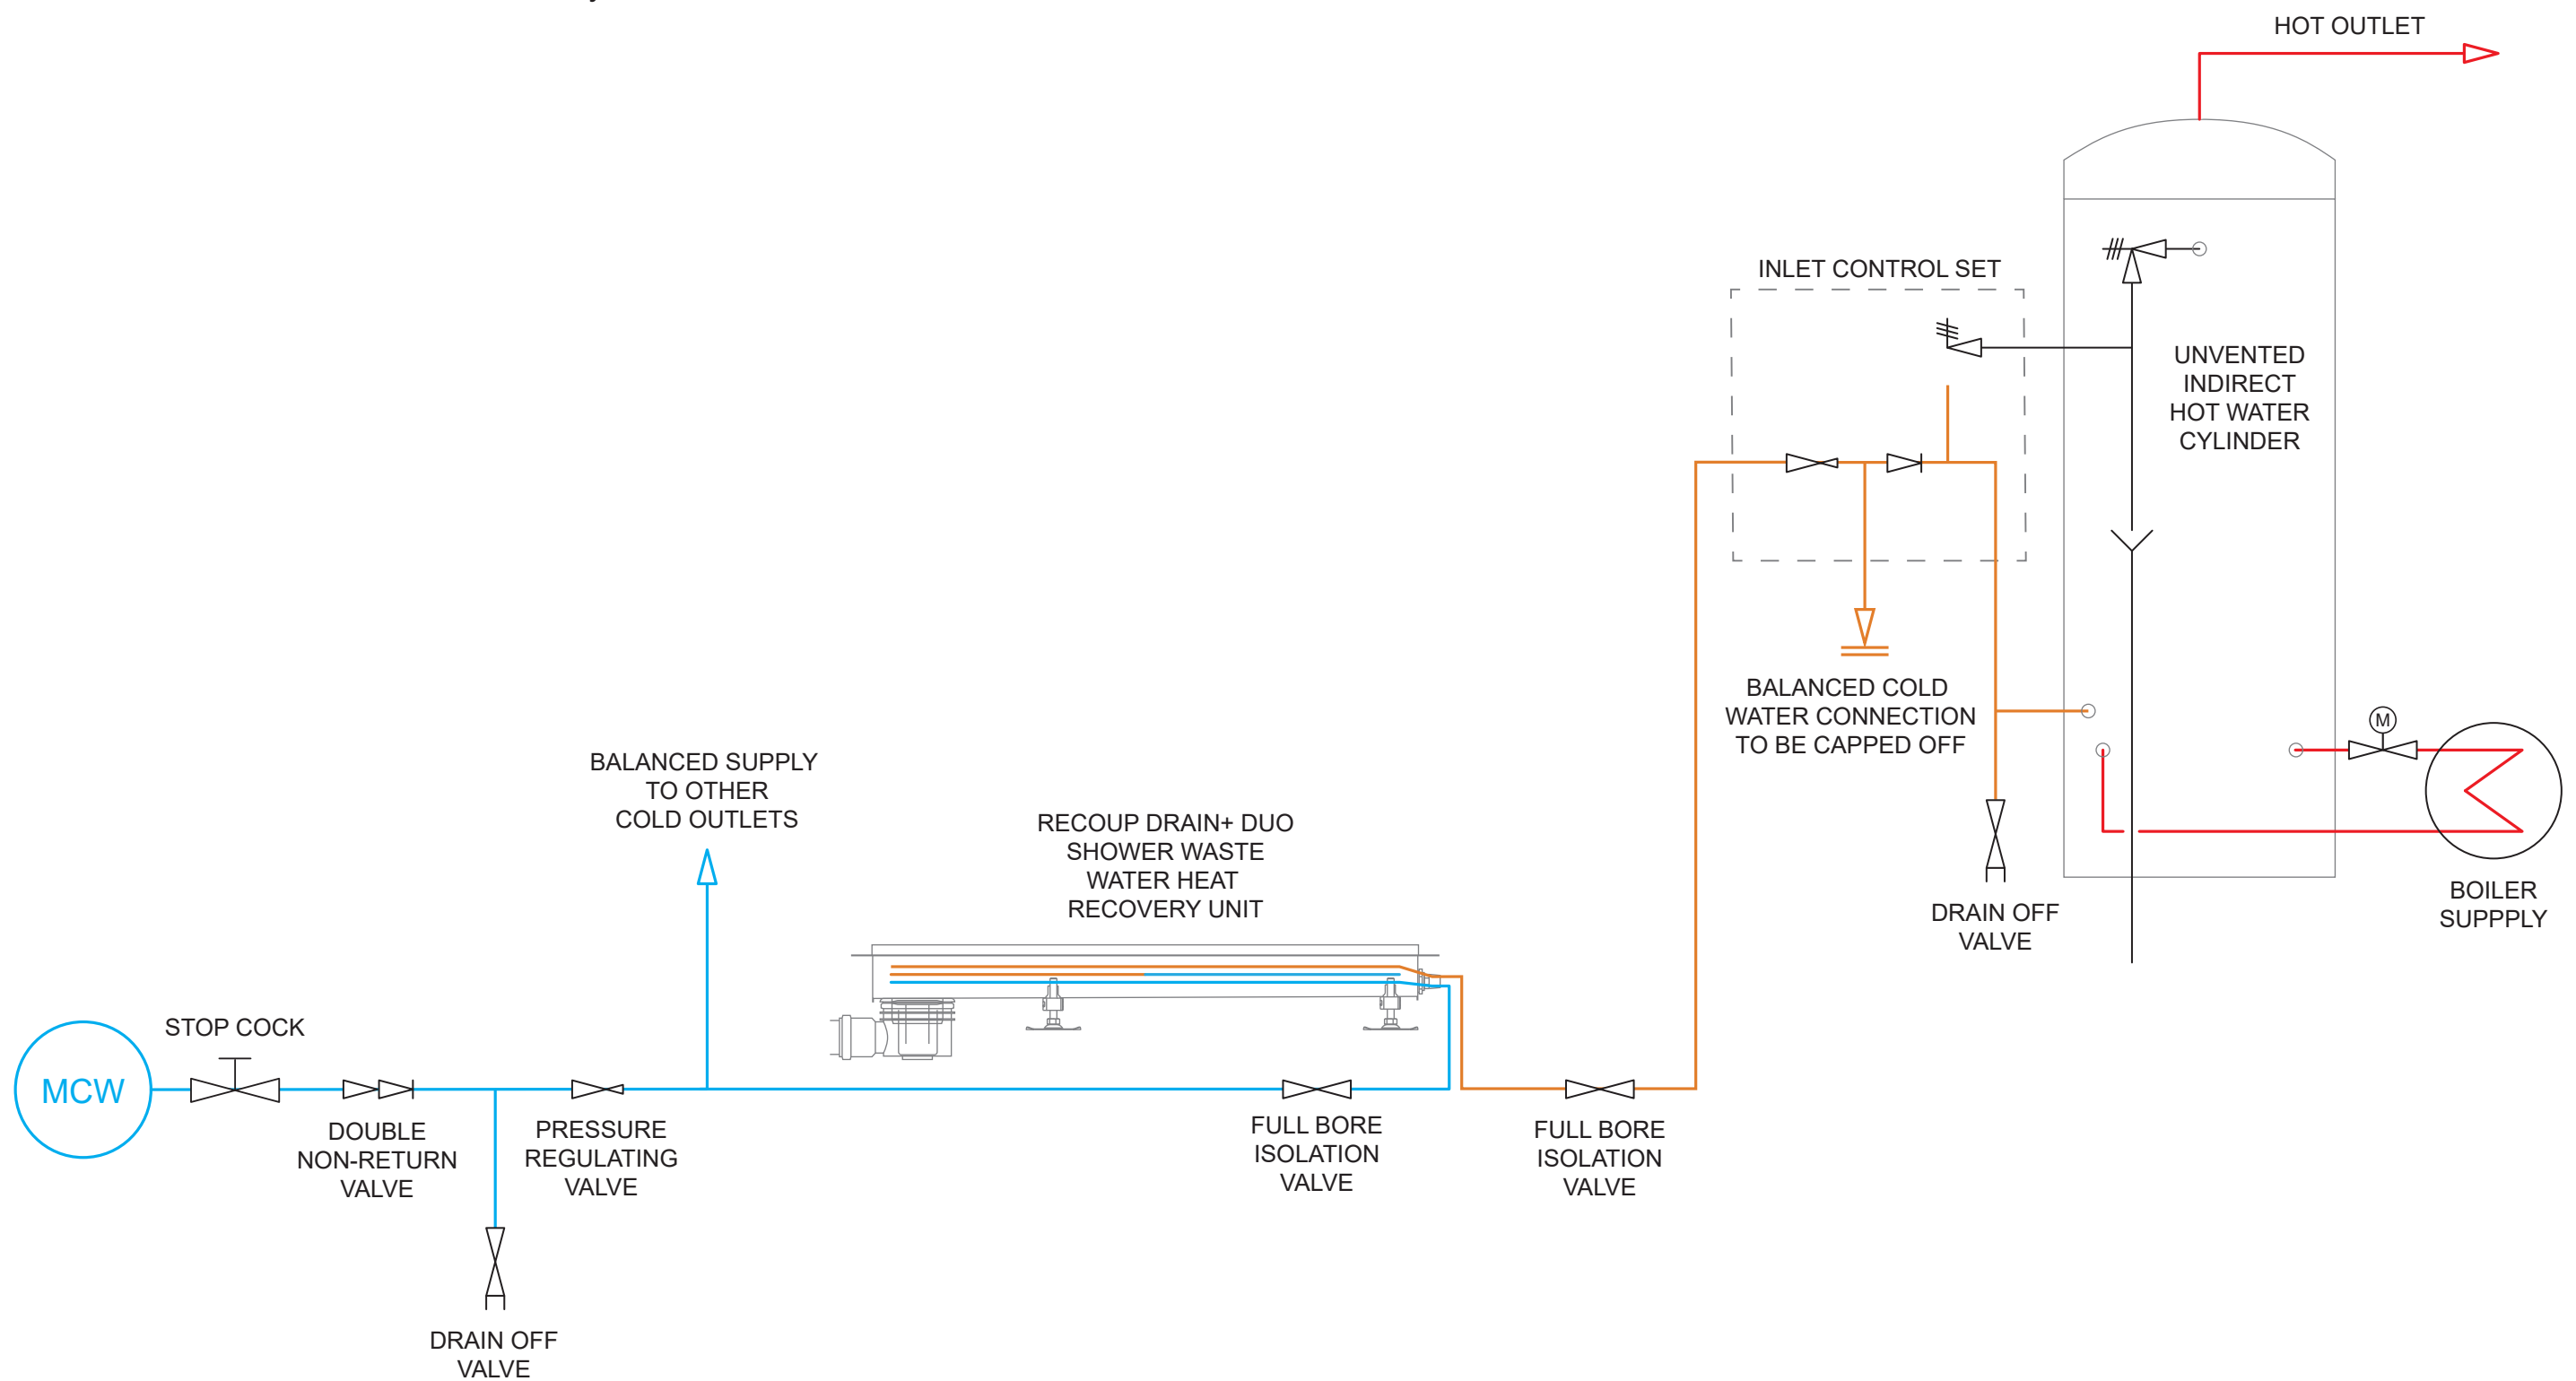 HOT OUTLET
INLET CONTROL SET
UNVENTED
INDIRECT
HOT WATER
CYLINDER
BALANCED COLD
WATER CONNECTION
TO BE CAPPED OFF
M
BALANCED SUPPLY
TO OTHER
COLD OUTLETS
RECOUP DRAIN+ DUO
SHOWER WASTE
WATER HEAT
RECOVERY UNIT
DRAIN OFF
VALVE
BOILER
SUPPPLY
STOP COCK
MCW
DOUBLE
NON-RETURN
VALVE
PRESSURE
REGULATING
VALVE
FULL BORE
ISOLATION
VALVE
FULL BORE
ISOLATION
VALVE
DRAIN OFF
VALVE